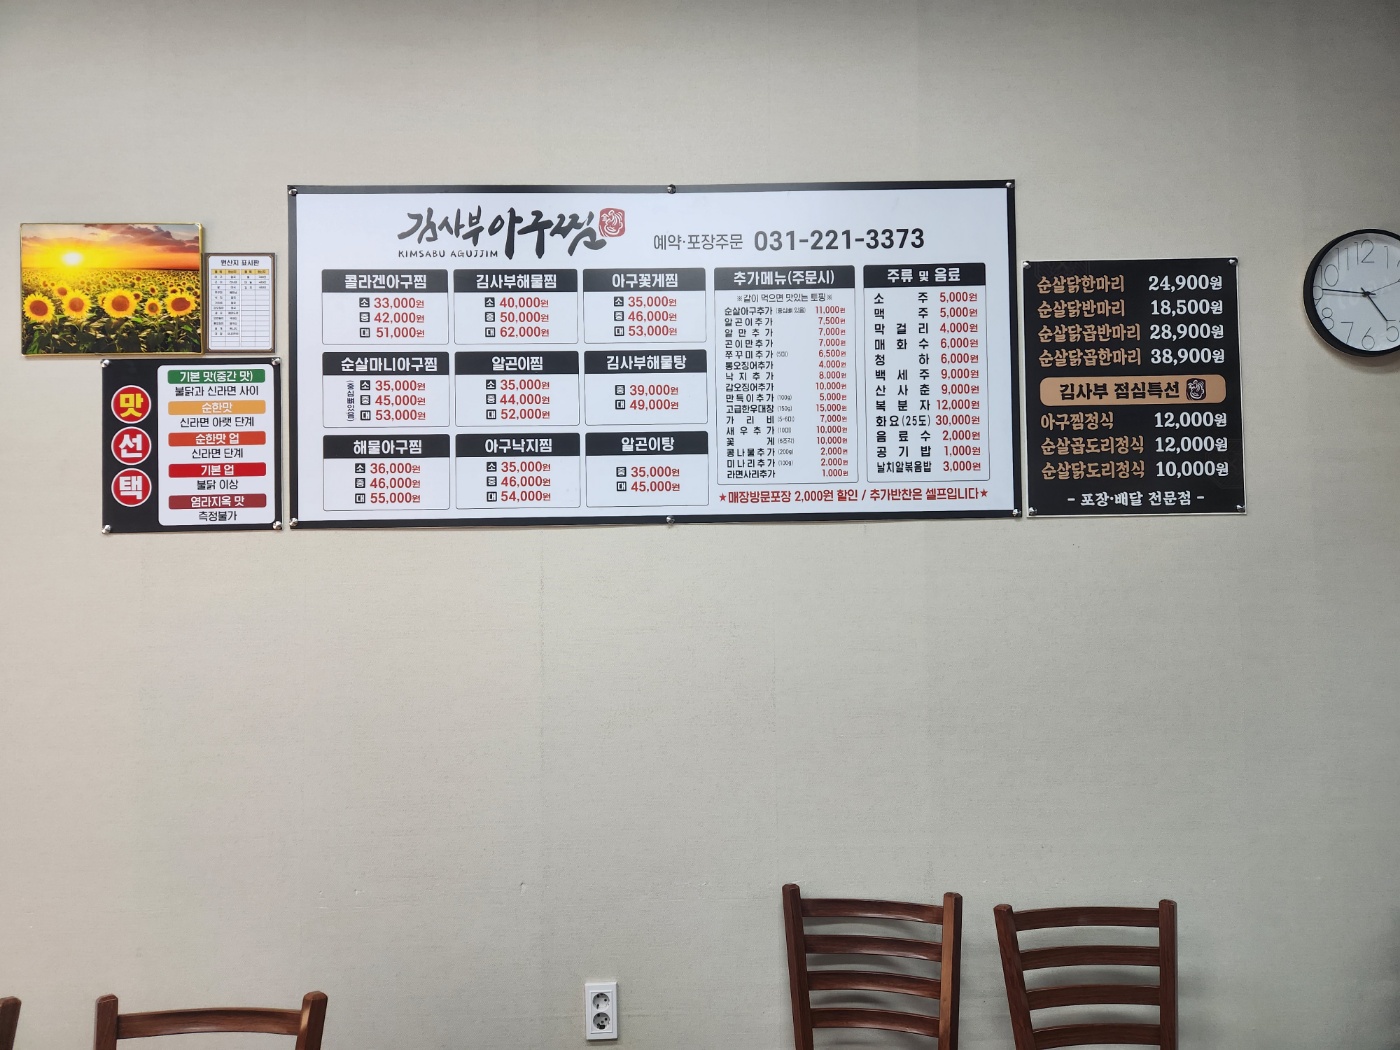 원산지 표시판
맛
선
택
기본 맛(중간 맛)
불닭과 신라면 사이
순한맛
신라면 아랫 단계
순한맛 업
신라면 단계
기본 업
불닭 이상
염라지옥 맛
측정불가
김사부아구찜
KIMSABU AGUJJIM
예약·포장주문 031-221-3373
콜라겐아구찜
소 33,000원
중 42,000원
대 51,000원
김사부해물찜
소 40,000원
중 50,000원
대 62,000원
아구꽃게찜
소 35,000원
중 46,000원
대 53,000원
순살마니아구찜
소 35,000원
중 45,000원
대 53,000원
알곤이찜
소 35,000원
중 44,000원
대 52,000원
김사부해물탕
중 39,000원
대 49,000원
해물아구찜
소 36,000원
중 46,000원
대 55,000원
아구낙지찜
소 35,000원
중 46,000원
대 54,000원
알곤이탕
중 35,000원
대 45,000원
추가메뉴(주문시)
※같이 먹으면 맛있는 토핑※
순살아구추가 11,000원
알곤이추가 7,500원
알만추가 7,000원
곤이만추가 7,000원
쭈꾸미추가 6,500원
통오징어추가 4,000원
낙지추가 8,000원
갑오징어추가 10,000원
만득이추가 (100g) 5,000원
고급한우대창 (150g) 15,000원
가리비 (5-6미) 7,000원
새우추가 (10미) 10,000원
꽃게 10,000원
콩나물추가 (200g) 2,000원
미나리추가 (100g) 2,000원
라면사리추가 1,000원
주류 및 음료
소주 5,000원
맥주 5,000원
막걸리 4,000원
매화수 6,000원
청하 6,000원
백세주 9,000원
산사춘 9,000원
복분자 12,000원
화요(25도) 30,000원
음료수 2,000원
공기밥 1,000원
날치알볶음밥 3,000원
★매장방문포장 2,000원 할인 / 추가반찬은 셀프입니다★
순살닭한마리 24,900원
순살닭반마리 18,500원
순살닭곱반마리 28,900원
순살닭곱한마리 38,900원
김사부 점심특선
아구찜정식 12,000원
순살곱도리정식 12,000원
순살닭도리정식 10,000원
- 포장·배달 전문점 -